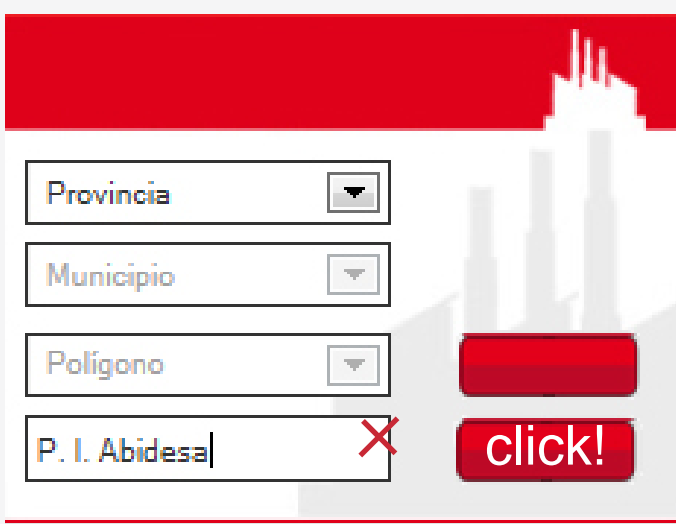 Provincia
Municipio
Polígono
P. I. Abidesa
click!